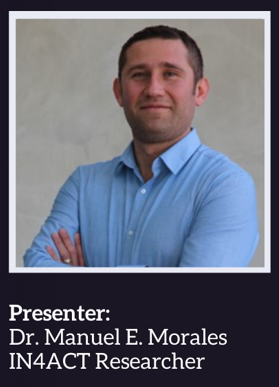 Presenter:
Dr. Manuel E. Morales
IN4ACT Researcher